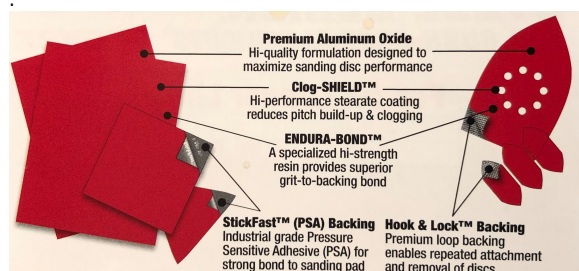 Premium Aluminum Oxide
Hi-quality formulation designed to
maximize sanding disc performance
Clog-SHIELD™
Hi-performance stearate coating
reduces pitch build-up & clogging
ENDURA-BOND™
A specialized hi-strength
resin provides superior
grit-to-backing bond
StickFast™ (PSA) Backing
Industrial grade Pressure
Sensitive Adhesive (PSA) for
strong bond to sanding pad
Hook & Lock™ Backing
Premium loop backing
enables repeated attachment
and removal of discs